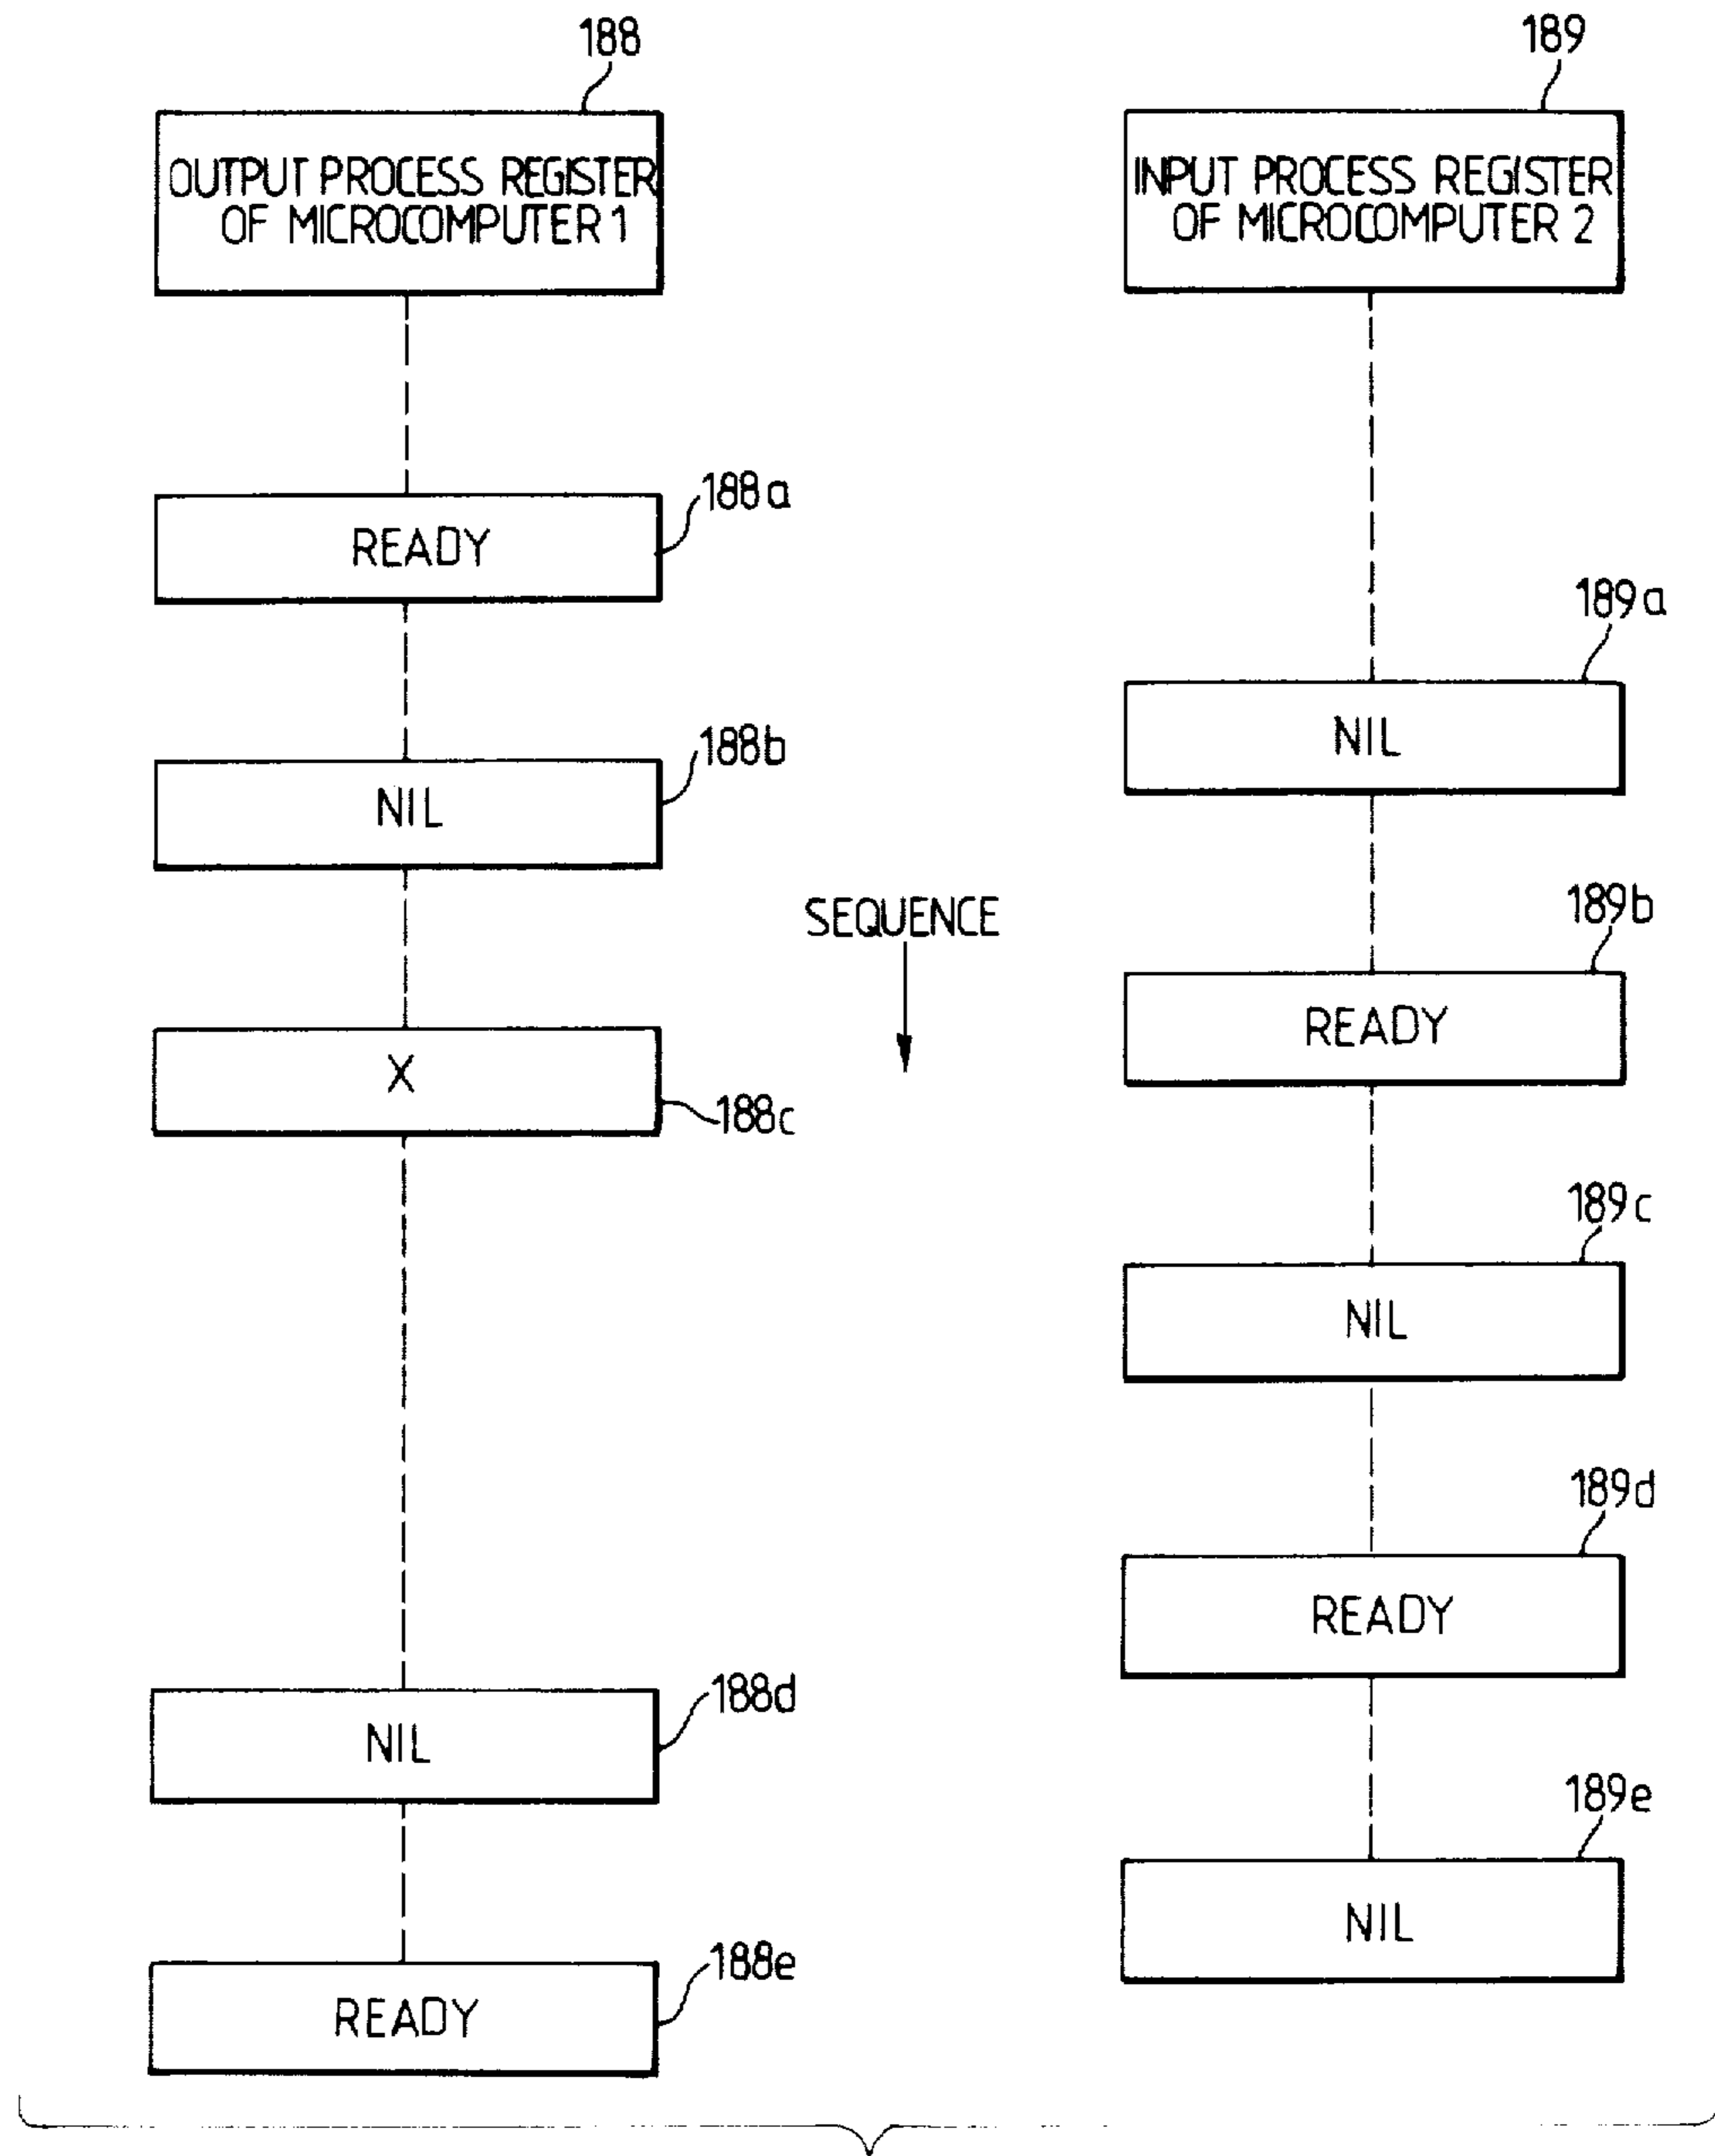 188
OUTPUT PROCESS REGISTER
OF MICROCOMPUTER 1
188a
READY
188b
NIL
X
188c
188d
NIL
188e
READY
SEQUENCE
189
INPUT PROCESS REGISTER
OF MICROCOMPUTER 2
189a
NIL
189b
READY
189c
NIL
189d
READY
189e
NIL